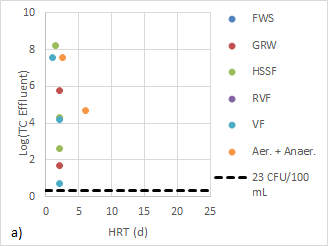 10
8
6
4
2
0
0 5 10 15 20 25
Log(TC Effluent)
HRT (d)
a)
FWS
GRW
HSSF
RVF
VF
Aer. + Anaer.
23 CFU/100
mL